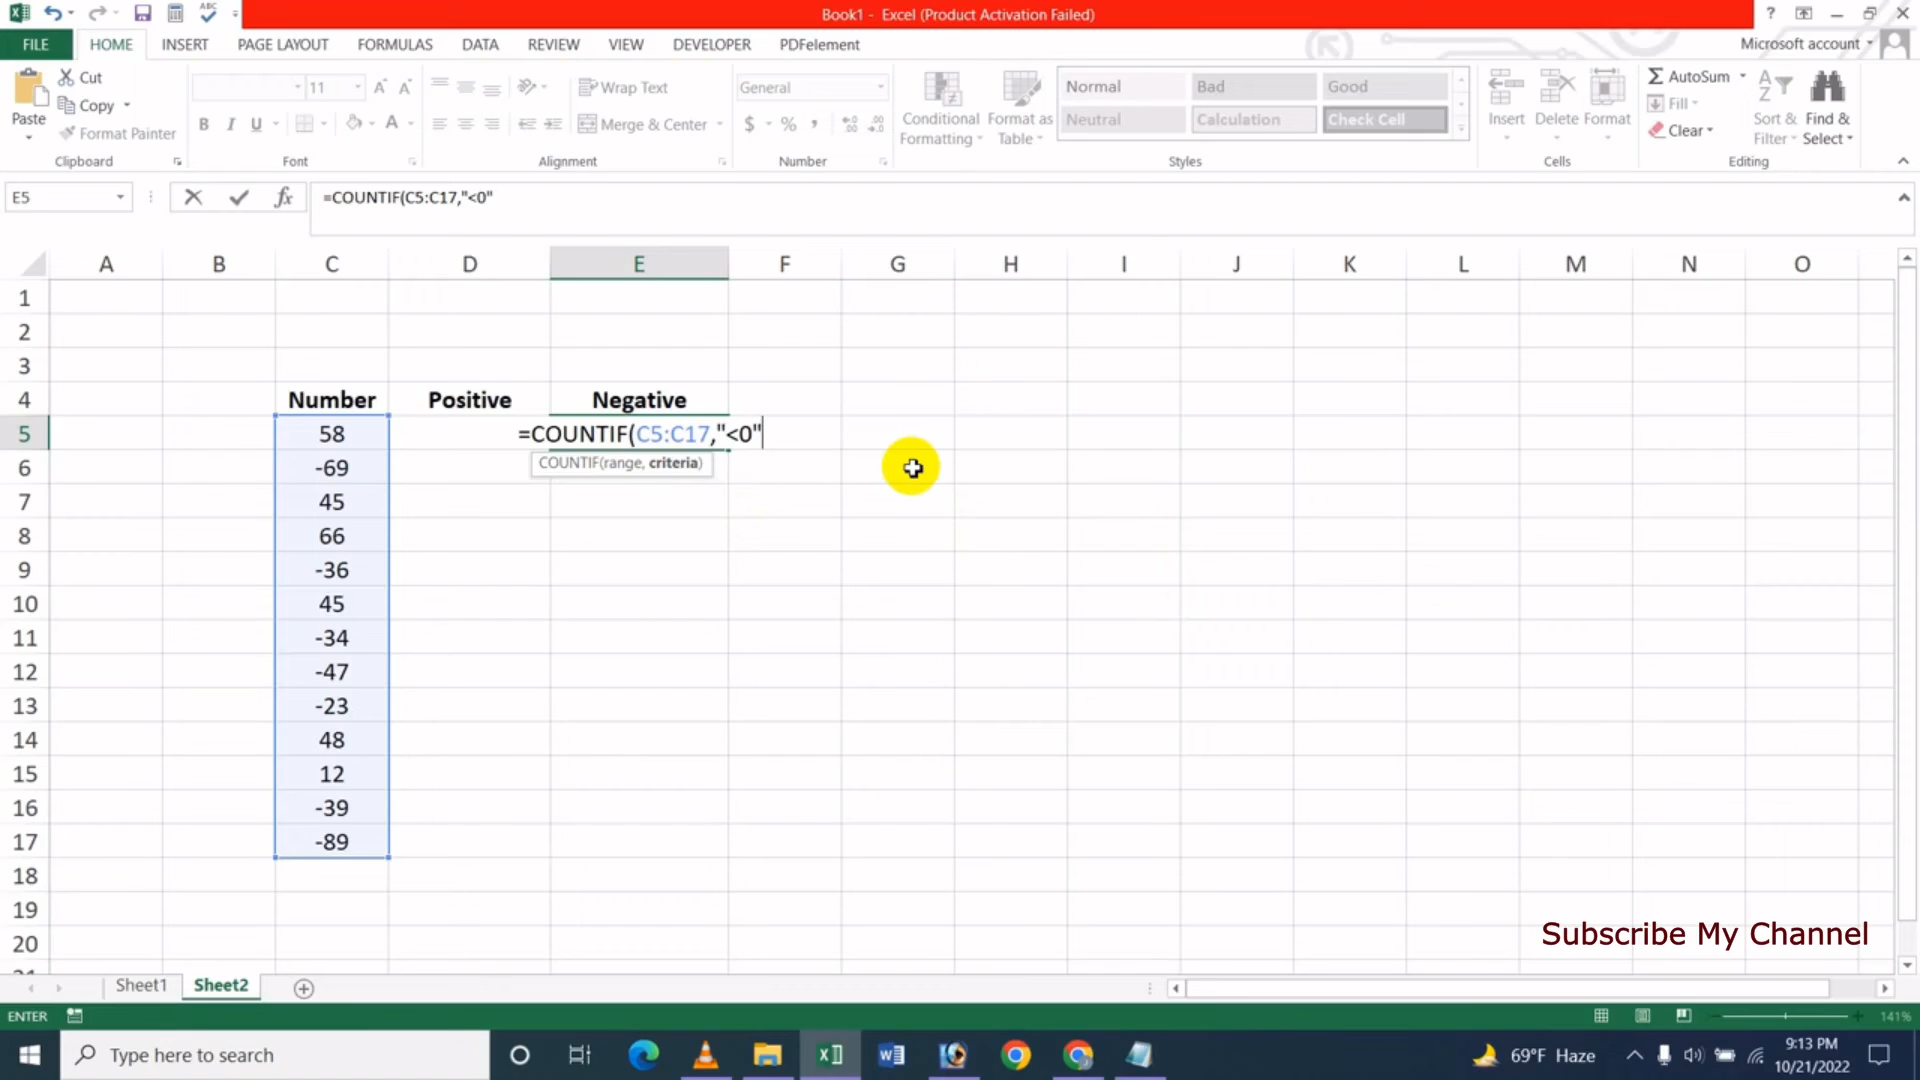 Book1 - Excel (Product Activation Failed)
FILE HOME INSERT PAGE LAYOUT FORMULAS DATA REVIEW VIEW DEVELOPER PDFelement Microsoft account
Paste
Cut
Copy
Format Painter
Clipboard
11
B I U
Font
Wrap Text
Merge & Center
Alignment
General
$ %
Number
Conditional Formatting
Format as Table
Normal Bad Good
Neutral Calculation Check Cell
Styles
Insert Delete Format
Cells
AutoSum
Fill
Clear
Sort & Filter
Find & Select
Editing
E5 fx =COUNTIF(C5:C17,"<0"
A B C D E F G H I J K L M N O
1
2
3
4 Number Positive Negative
5 58 =COUNTIF(C5:C17,"<0"
COUNTIF(range, criteria)
6 -69
7 45
8 66
9 -36
10 45
11 -34
12 -47
13 -23
14 48
15 12
16 -39
17 -89
18
19
20
Subscribe My Channel
Sheet1 Sheet2
ENTER 141%
Type here to search
69°F Haze
9:13 PM
10/21/2022